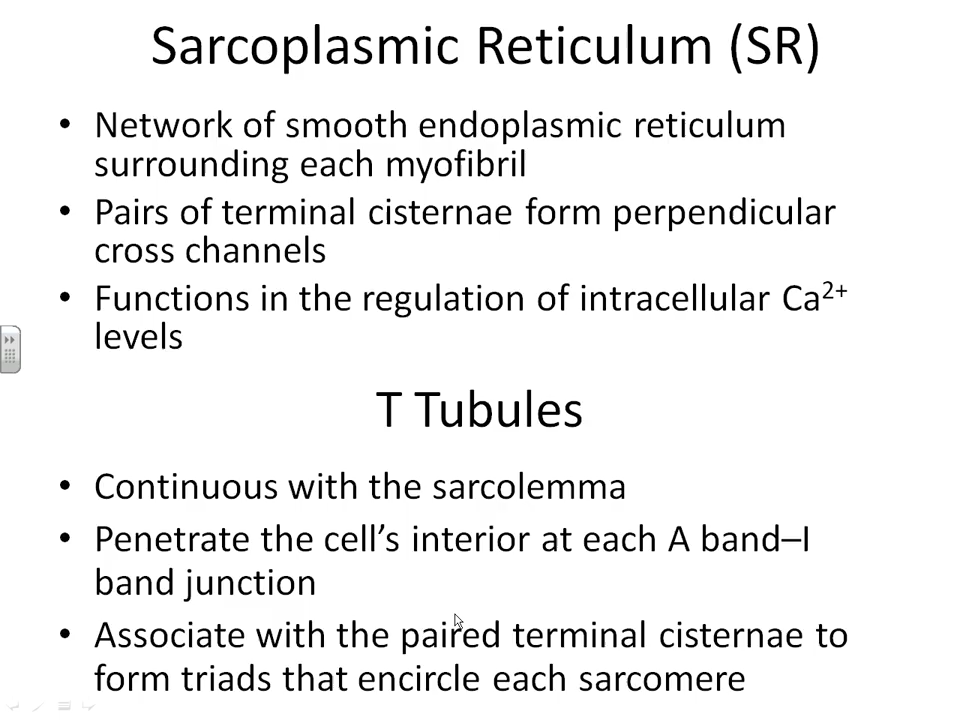 Sarcoplasmic Reticulum (SR)
• Network of smooth endoplasmic reticulum
surrounding each myofibril
• Pairs of terminal cisternae form perpendicular
cross channels
• Functions in the regulation of intracellular Ca²⁺
levels
T Tubules
• Continuous with the sarcolemma
• Penetrate the cell’s interior at each A band–I
band junction
• Associate with the paired terminal cisternae to
form triads that encircle each sarcomere